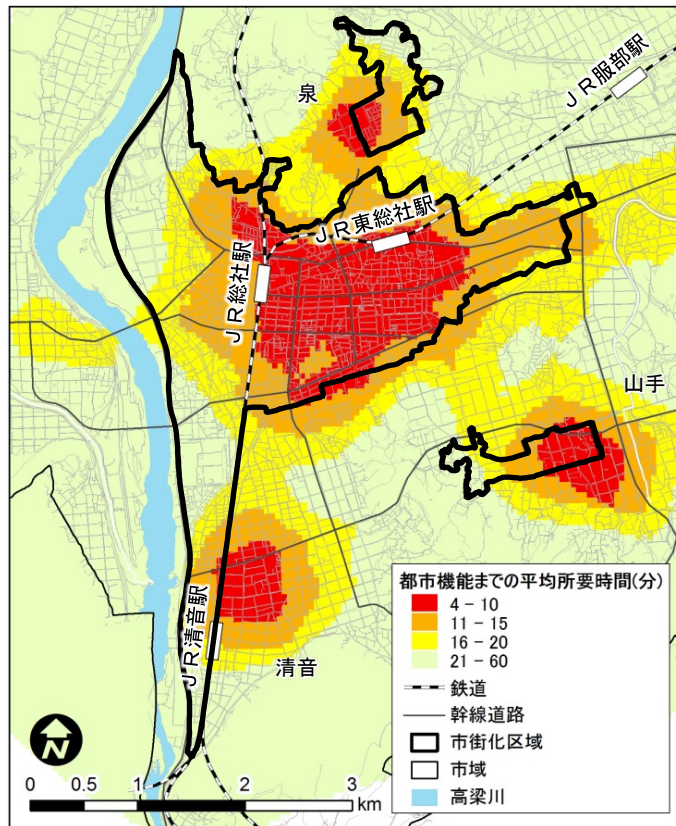 泉
JR服部駅
JR東総社駅
JR総社駅
山手
JR清音駅
清音
都市機能までの平均所要時間(分)
4 - 10
11 - 15
16 - 20
21 - 60
鉄道
幹線道路
市街化区域
市域
高梁川
N
0 0.5 1 2 3
km